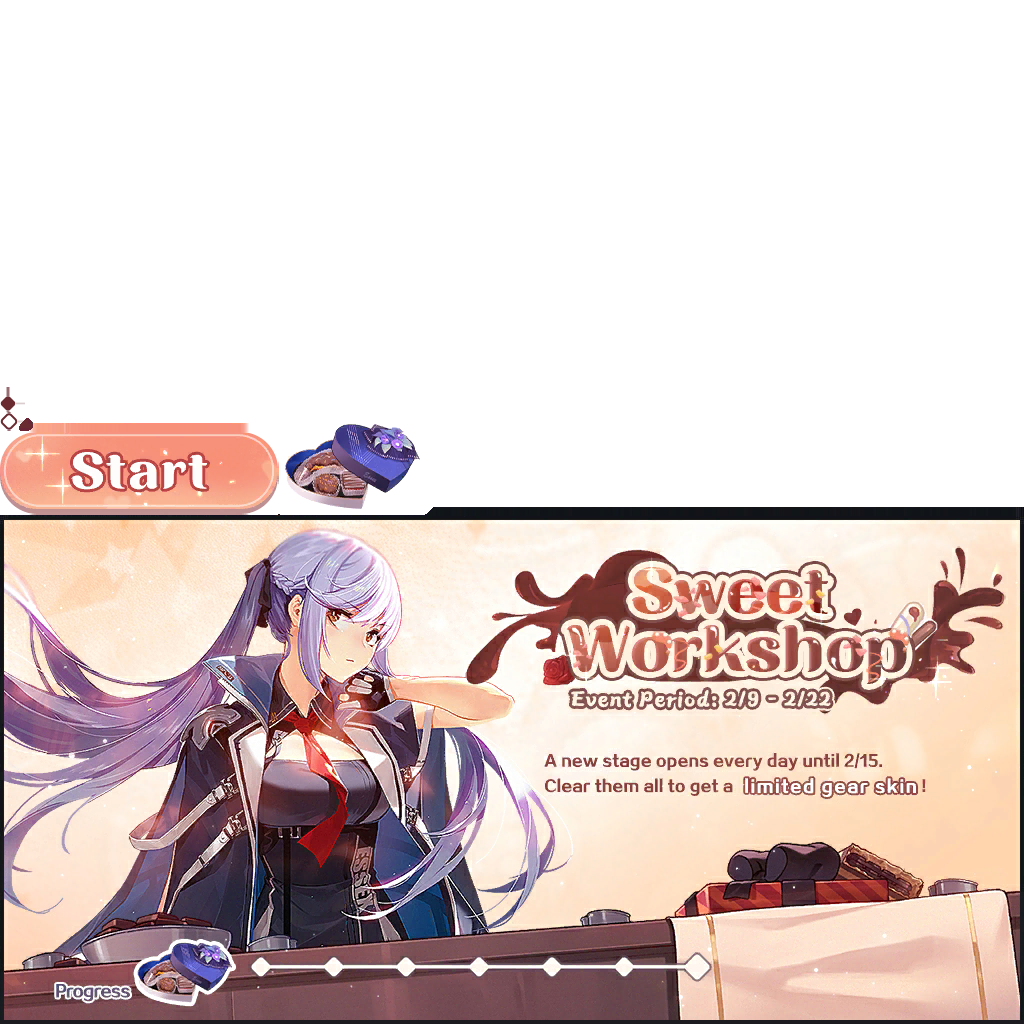 Start
Sweet
Workshop
Event Period: 2/9 - 2/22
A new stage opens every day until 2/15.
Clear them all to get a limited gear skin !
Progress